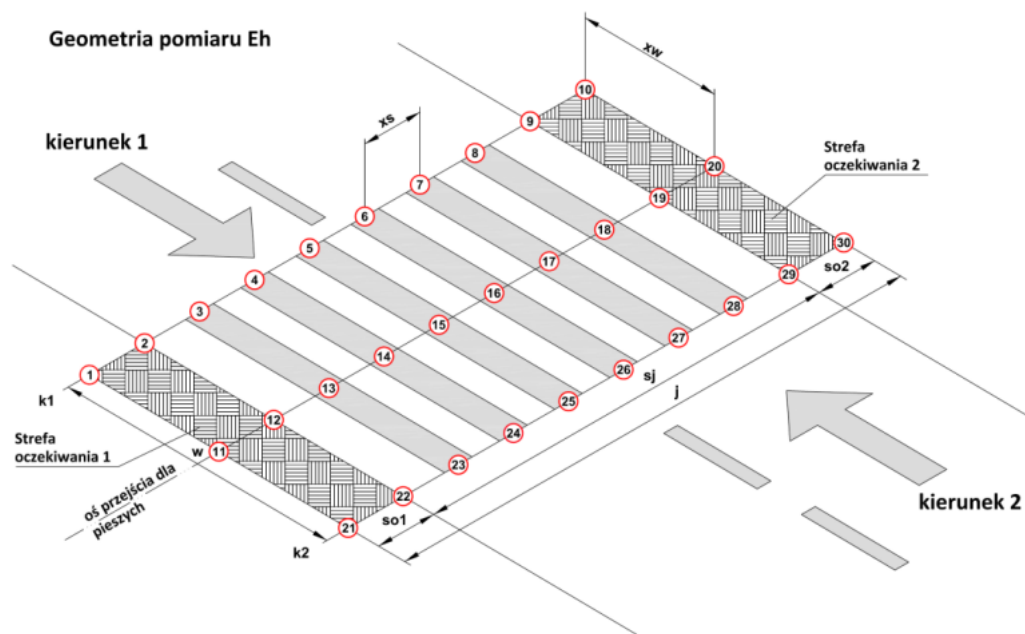 Geometria pomiaru Eh
xw
10
xs
9
kierunek 1
8
Strefa
oczekiwania 2
20
7
19
6
18
30
5
17
29
so2
4
16
28
3
15
27
2
14
26
sj
1
13
25
j
k1
12
24
Strefa
oczekiwania 1
w
11
23
oś przejścia dla
pieszych
22
so1
kierunek 2
21
k2